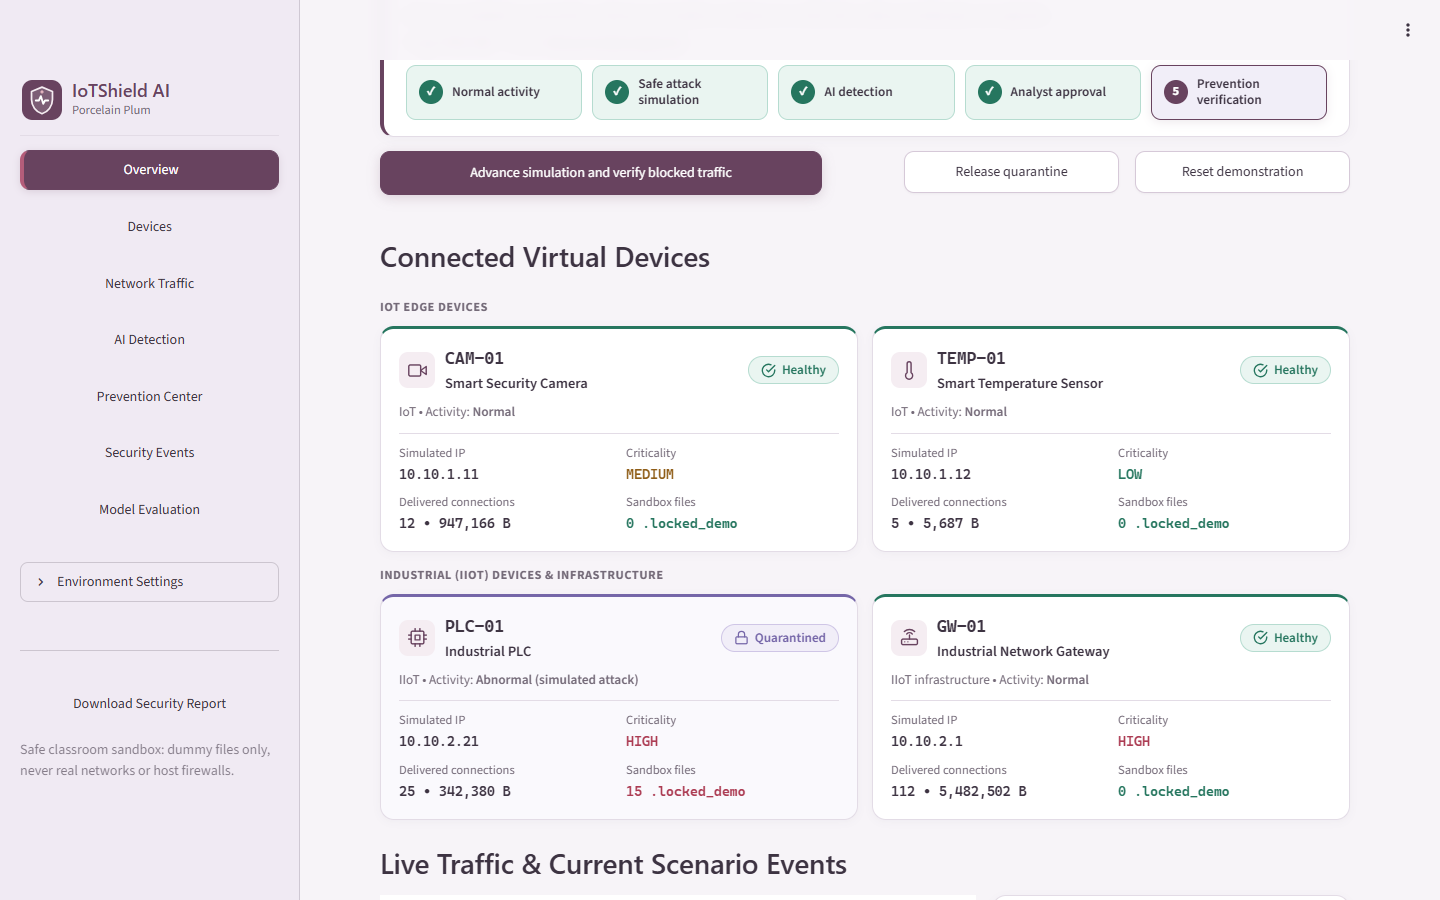 IoTShield AI
Porcelain Plum
Overview
Devices
Network Traffic
AI Detection
Prevention Center
Security Events
Model Evaluation
Environment Settings
Download Security Report
Safe classroom sandbox: dummy files only,
never real networks or host firewalls.
Normal activity
Safe attack
simulation
AI detection
Analyst approval
5
Prevention
verification
Advance simulation and verify blocked traffic
Release quarantine
Reset demonstration
Connected Virtual Devices
IOT EDGE DEVICES
CAM-01
Smart Security Camera
Healthy
IoT • Activity: Normal
Simulated IP
Criticality
10.10.1.11
MEDIUM
Delivered connections
Sandbox files
12 • 947,166 B
0 .locked_demo
TEMP-01
Smart Temperature Sensor
Healthy
IoT • Activity: Normal
Simulated IP
Criticality
10.10.1.12
LOW
Delivered connections
Sandbox files
5 • 5,687 B
0 .locked_demo
INDUSTRIAL (IIOT) DEVICES & INFRASTRUCTURE
PLC-01
Industrial PLC
Quarantined
IIoT • Activity: Abnormal (simulated attack)
Simulated IP
Criticality
10.10.2.21
HIGH
Delivered connections
Sandbox files
25 • 342,380 B
15 .locked_demo
GW-01
Industrial Network Gateway
Healthy
IIoT infrastructure • Activity: Normal
Simulated IP
Criticality
10.10.2.1
HIGH
Delivered connections
Sandbox files
112 • 5,482,502 B
0 .locked_demo
Live Traffic & Current Scenario Events